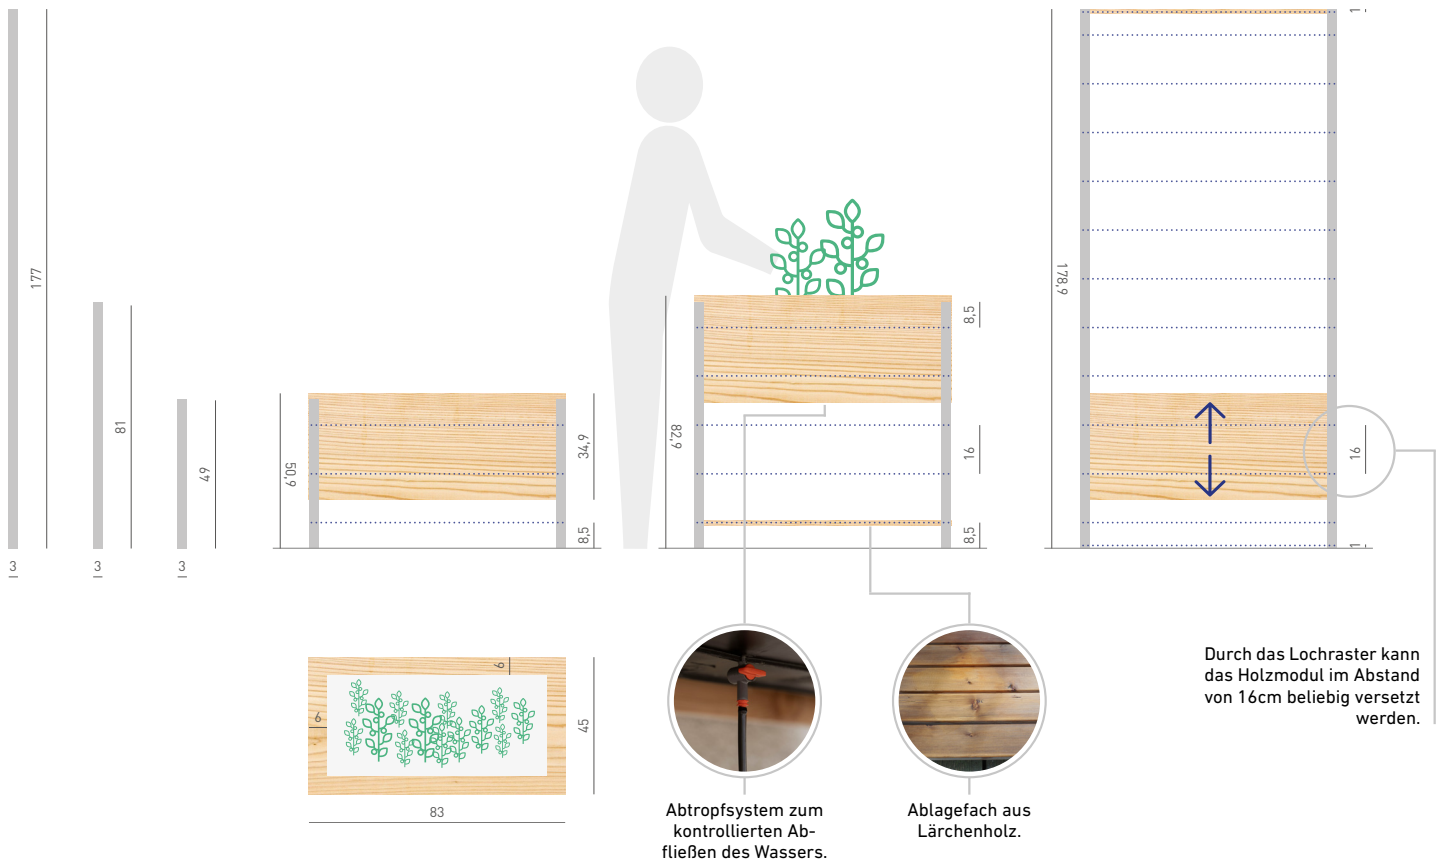 177
81
49
3
3
3
50,9
34,9
8,5
82,9
8,5
16
8,5
178,9
1
16
1
6
6
45
83
Abtropfsystem zum
kontrollierten Ab-
fließen des Wassers.
Ablagefach aus
Lärchenholz.
Durch das Lochraster kann
das Holzmodul im Abstand
von 16cm beliebig versetzt
werden.